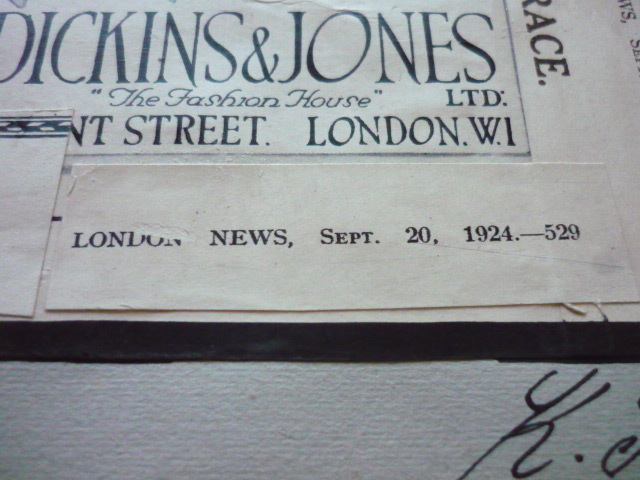 DICKINS & JONES
"The Fashion House" LTD:
NT STREET. LONDON.W.1
RACE.
LONDON NEWS, SEPT. 20, 1924.—529
K.